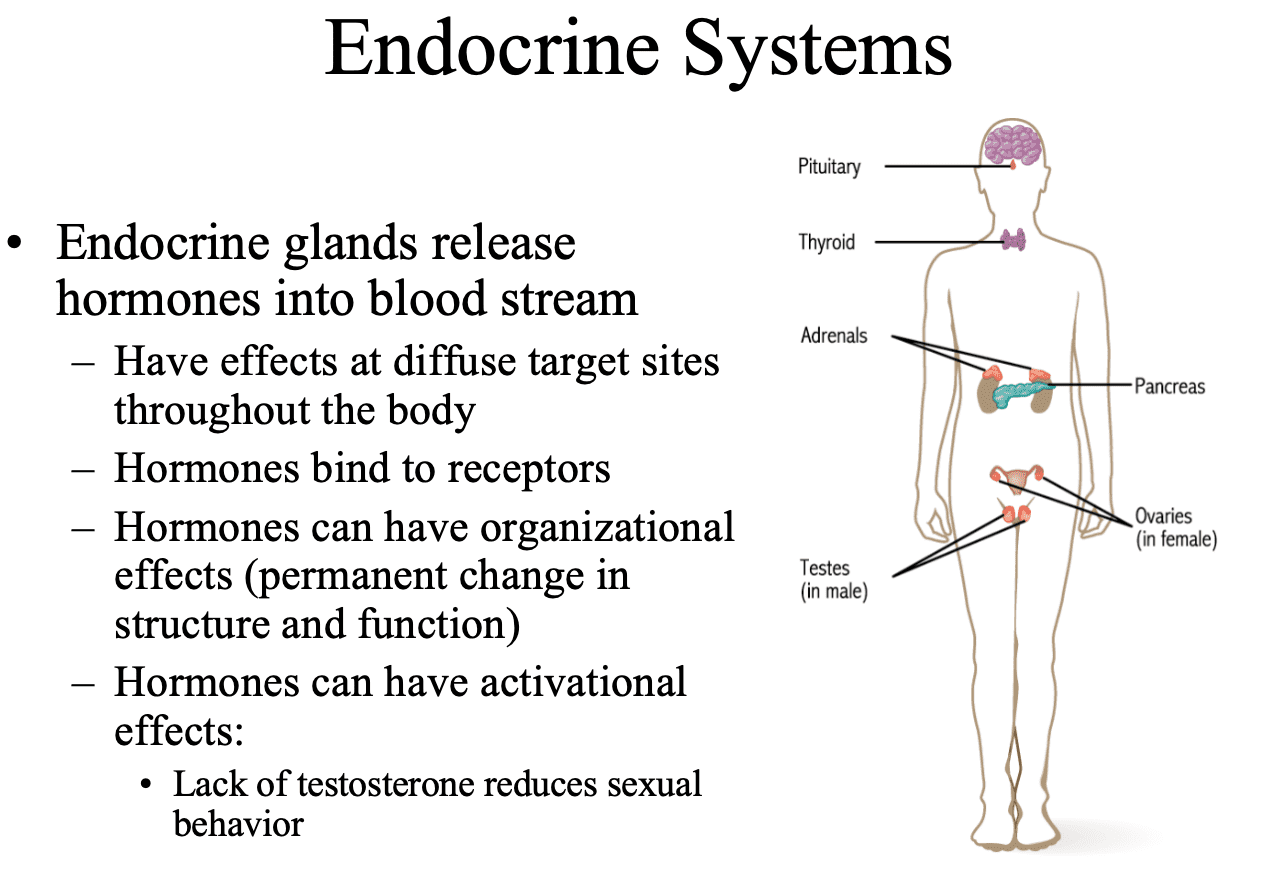 Endocrine Systems
• Endocrine glands release
hormones into blood stream
– Have effects at diffuse target sites
throughout the body
– Hormones bind to receptors
– Hormones can have organizational
effects (permanent change in
structure and function)
– Hormones can have activational
effects:
• Lack of testosterone reduces sexual
behavior
Pituitary
Thyroid
Adrenals
Pancreas
Ovaries
(in female)
Testes
(in male)